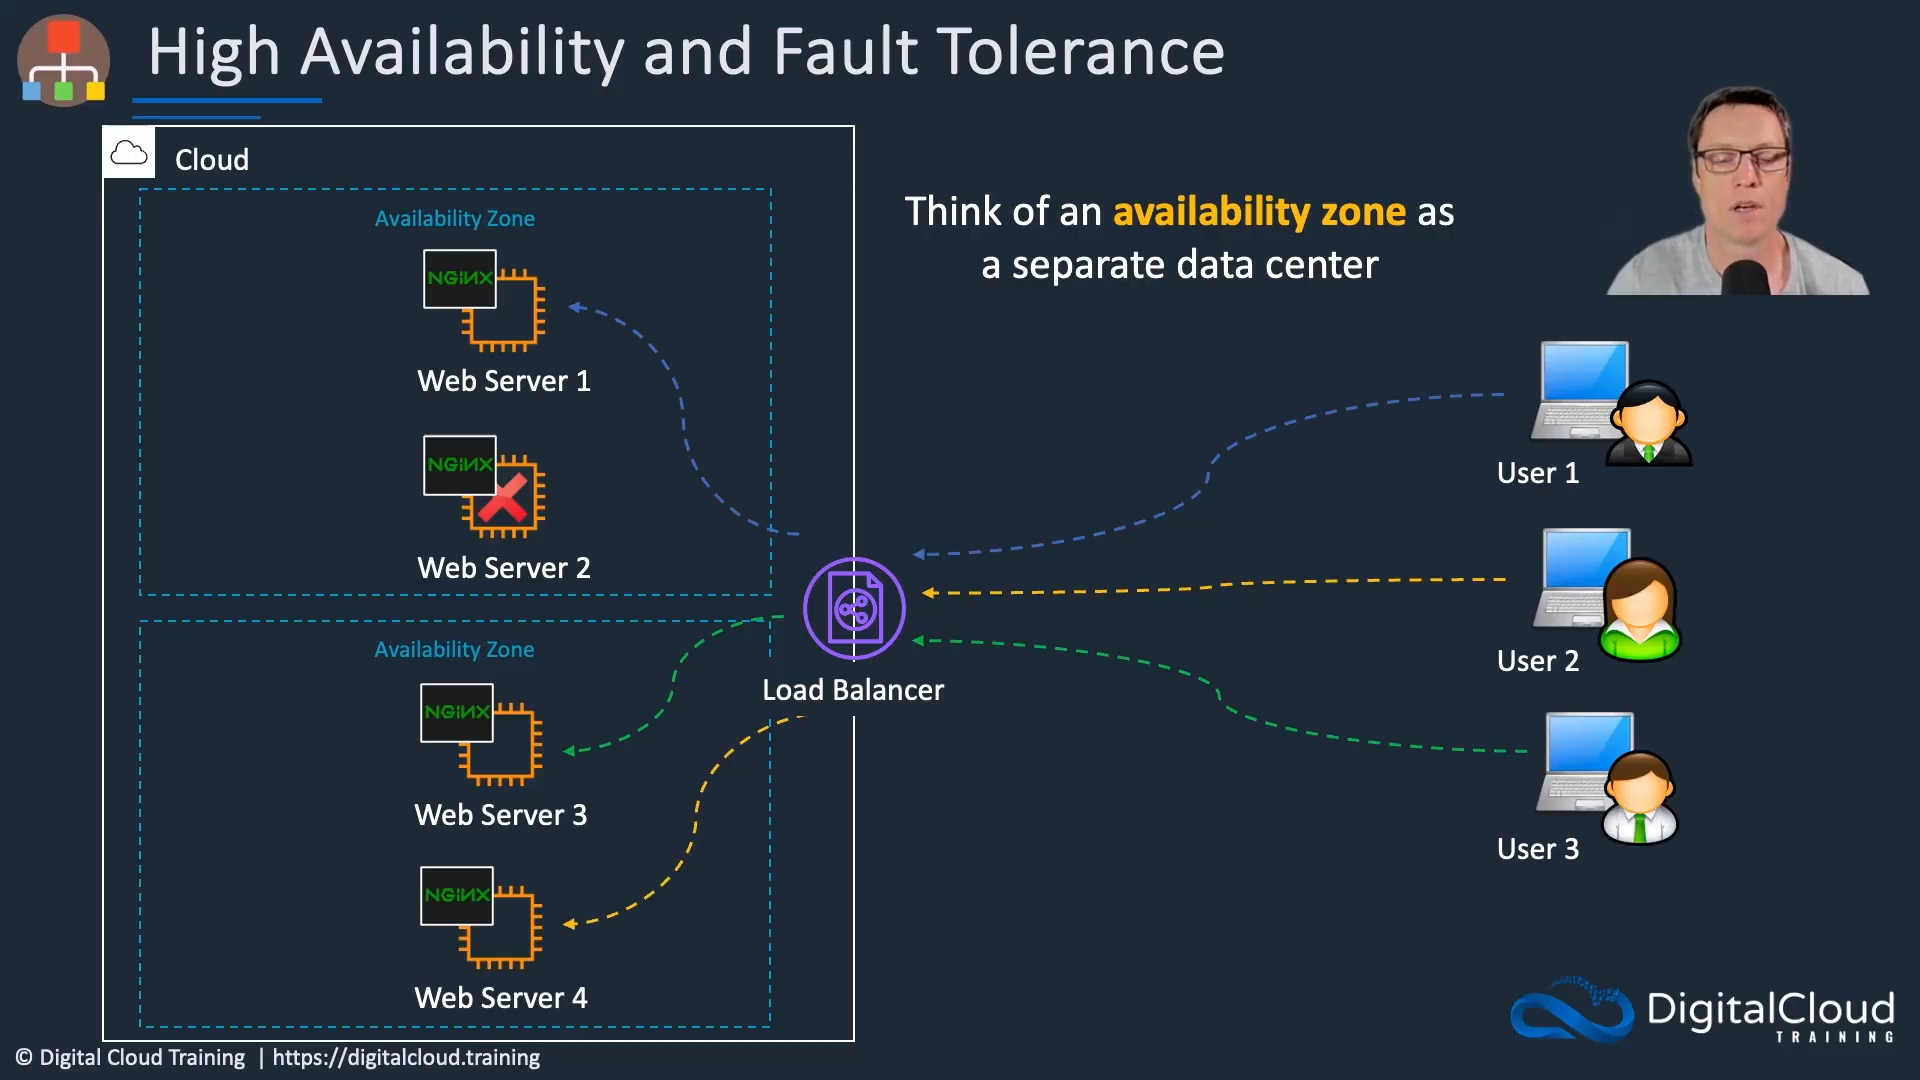 High Availability and Fault Tolerance
Cloud
Availability Zone
NGINX
Web Server 1
NGINX
Web Server 2
Availability Zone
NGINX
Web Server 3
NGINX
Web Server 4
Load Balancer
Think of an availability zone as
a separate data center
User 1
User 2
User 3
DigitalCloud
TRAINING
© Digital Cloud Training | https://digitalcloud.training